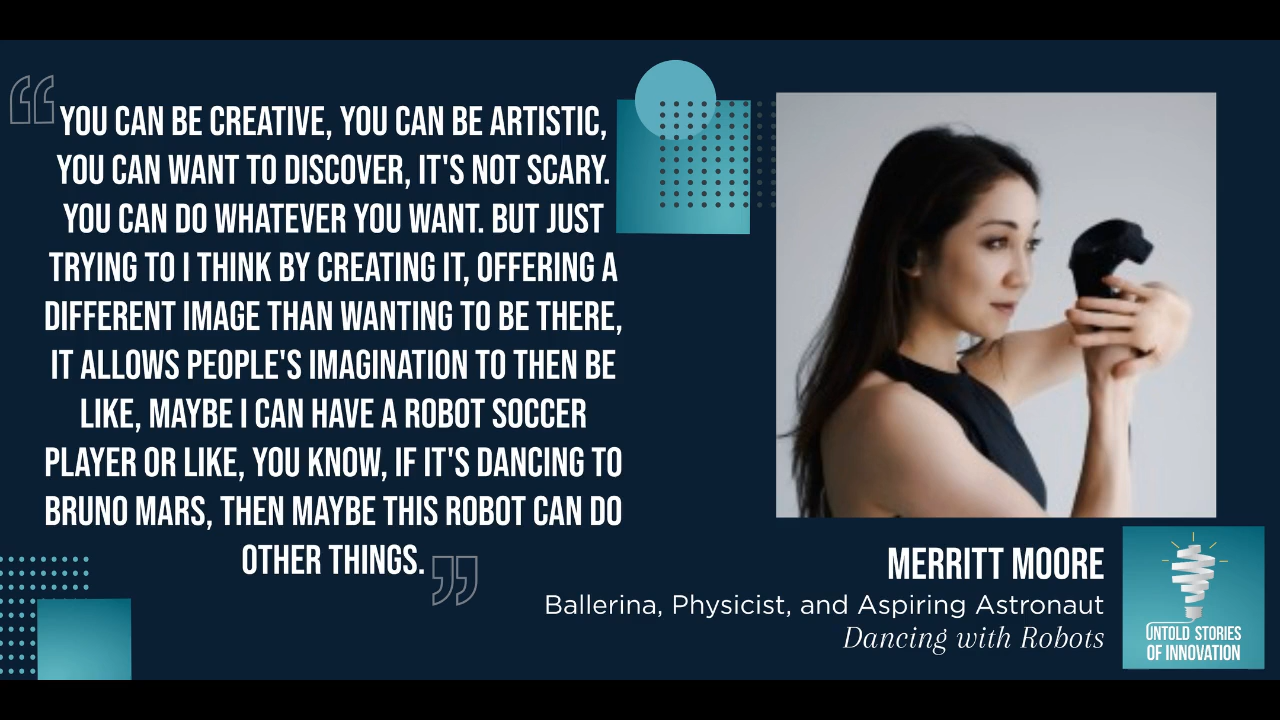 “YOU CAN BE CREATIVE, YOU CAN BE ARTISTIC,
YOU CAN WANT TO DISCOVER, IT'S NOT SCARY.
YOU CAN DO WHATEVER YOU WANT. BUT JUST
TRYING TO I THINK BY CREATING IT, OFFERING A
DIFFERENT IMAGE THAN WANTING TO BE THERE,
IT ALLOWS PEOPLE'S IMAGINATION TO THEN BE
LIKE, MAYBE I CAN HAVE A ROBOT SOCCER
PLAYER OR LIKE, YOU KNOW, IF IT'S DANCING TO
BRUNO MARS, THEN MAYBE THIS ROBOT CAN DO
OTHER THINGS.”
MERRITT MOORE
Ballerina, Physicist, and Aspiring Astronaut
Dancing with Robots
UNTOLD STORIES
OF INNOVATION